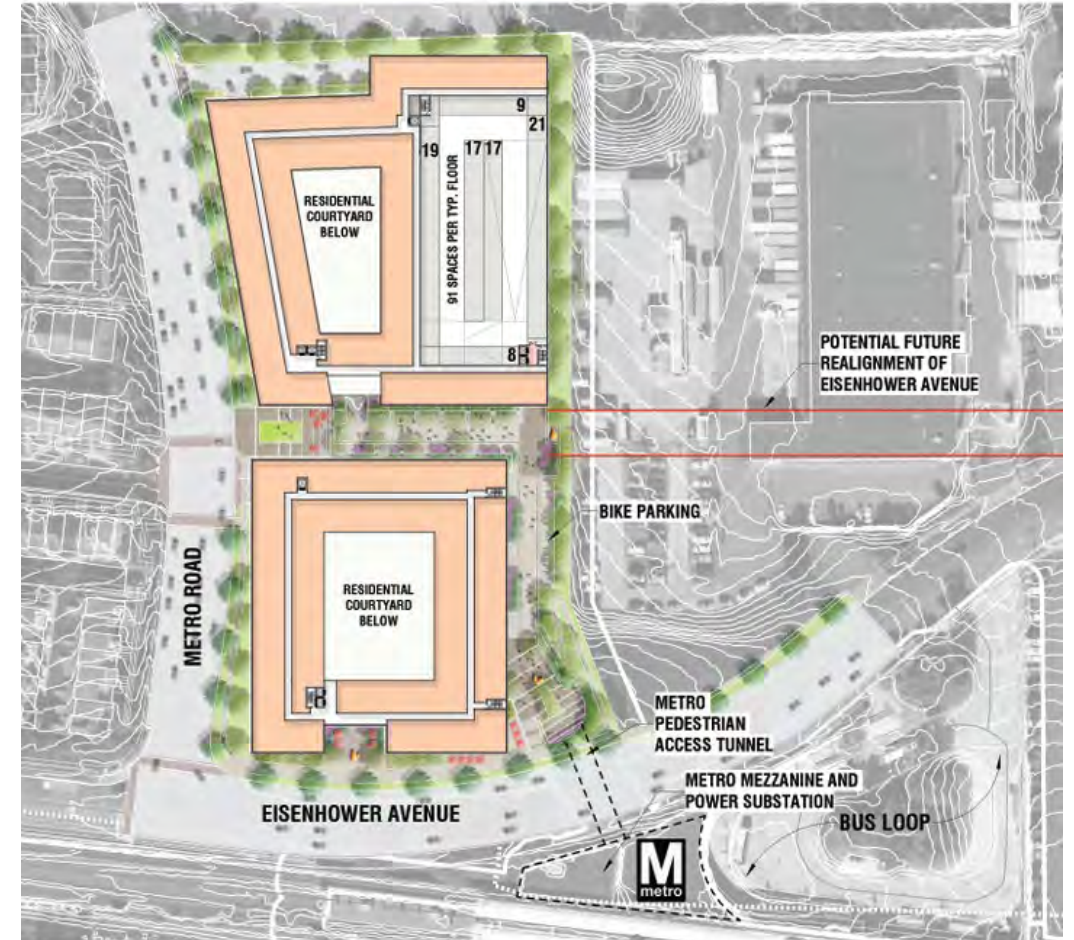 9
21
19
17 17
91 SPACES PER TYP. FLOOR
RESIDENTIAL
COURTYARD
BELOW
8
POTENTIAL FUTURE
REALIGNMENT OF
EISENHOWER AVENUE
BIKE PARKING
METRO ROAD
RESIDENTIAL
COURTYARD
BELOW
METRO
PEDESTRIAN
ACCESS TUNNEL
METRO MEZZANINE AND
POWER SUBSTATION
EISENHOWER AVENUE
BUS LOOP
M
metro